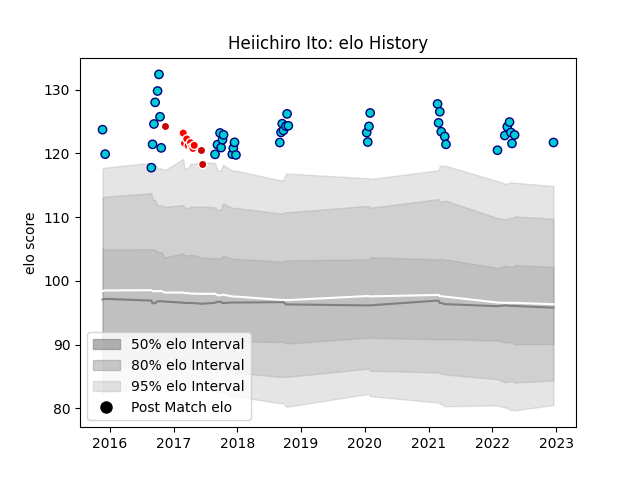 Heiichiro Ito: elo History
elo score
130
120
110
100
90
80
50% elo Interval
80% elo Interval
95% elo Interval
Post Match elo
2016 2017 2018 2019 2020 2021 2022 2023